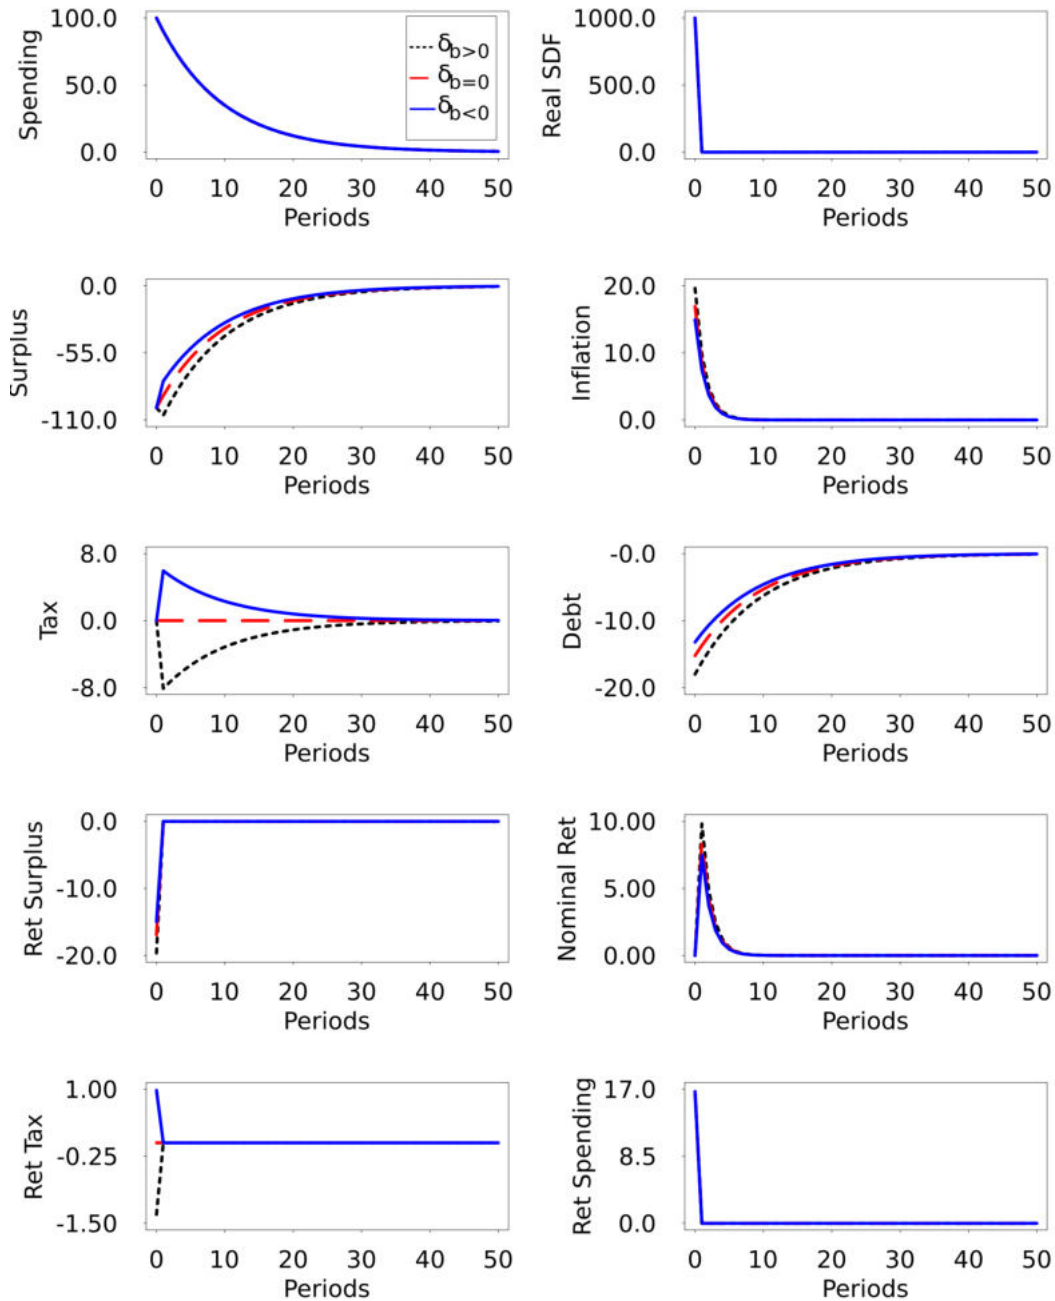 Spending
100.0
50.0
0.0
δb>0
δb=0
δb<0
0 10 20 30 40 50
Periods
Real SDF
1000.0
500.0
0.0
0 10 20 30 40 50
Periods
Surplus
0.0
-55.0
-110.0
0 10 20 30 40 50
Periods
Inflation
20.0
10.0
0.0
0 10 20 30 40 50
Periods
Tax
8.0
0.0
-8.0
0 10 20 30 40 50
Periods
Debt
-0.0
-10.0
-20.0
0 10 20 30 40 50
Periods
Ret Surplus
0.0
-10.0
-20.0
0 10 20 30 40 50
Periods
Nominal Ret
10.00
5.00
0.00
0 10 20 30 40 50
Periods
Ret Tax
1.00
-0.25
-1.50
0 10 20 30 40 50
Periods
Ret Spending
17.0
8.5
0.0
0 10 20 30 40 50
Periods